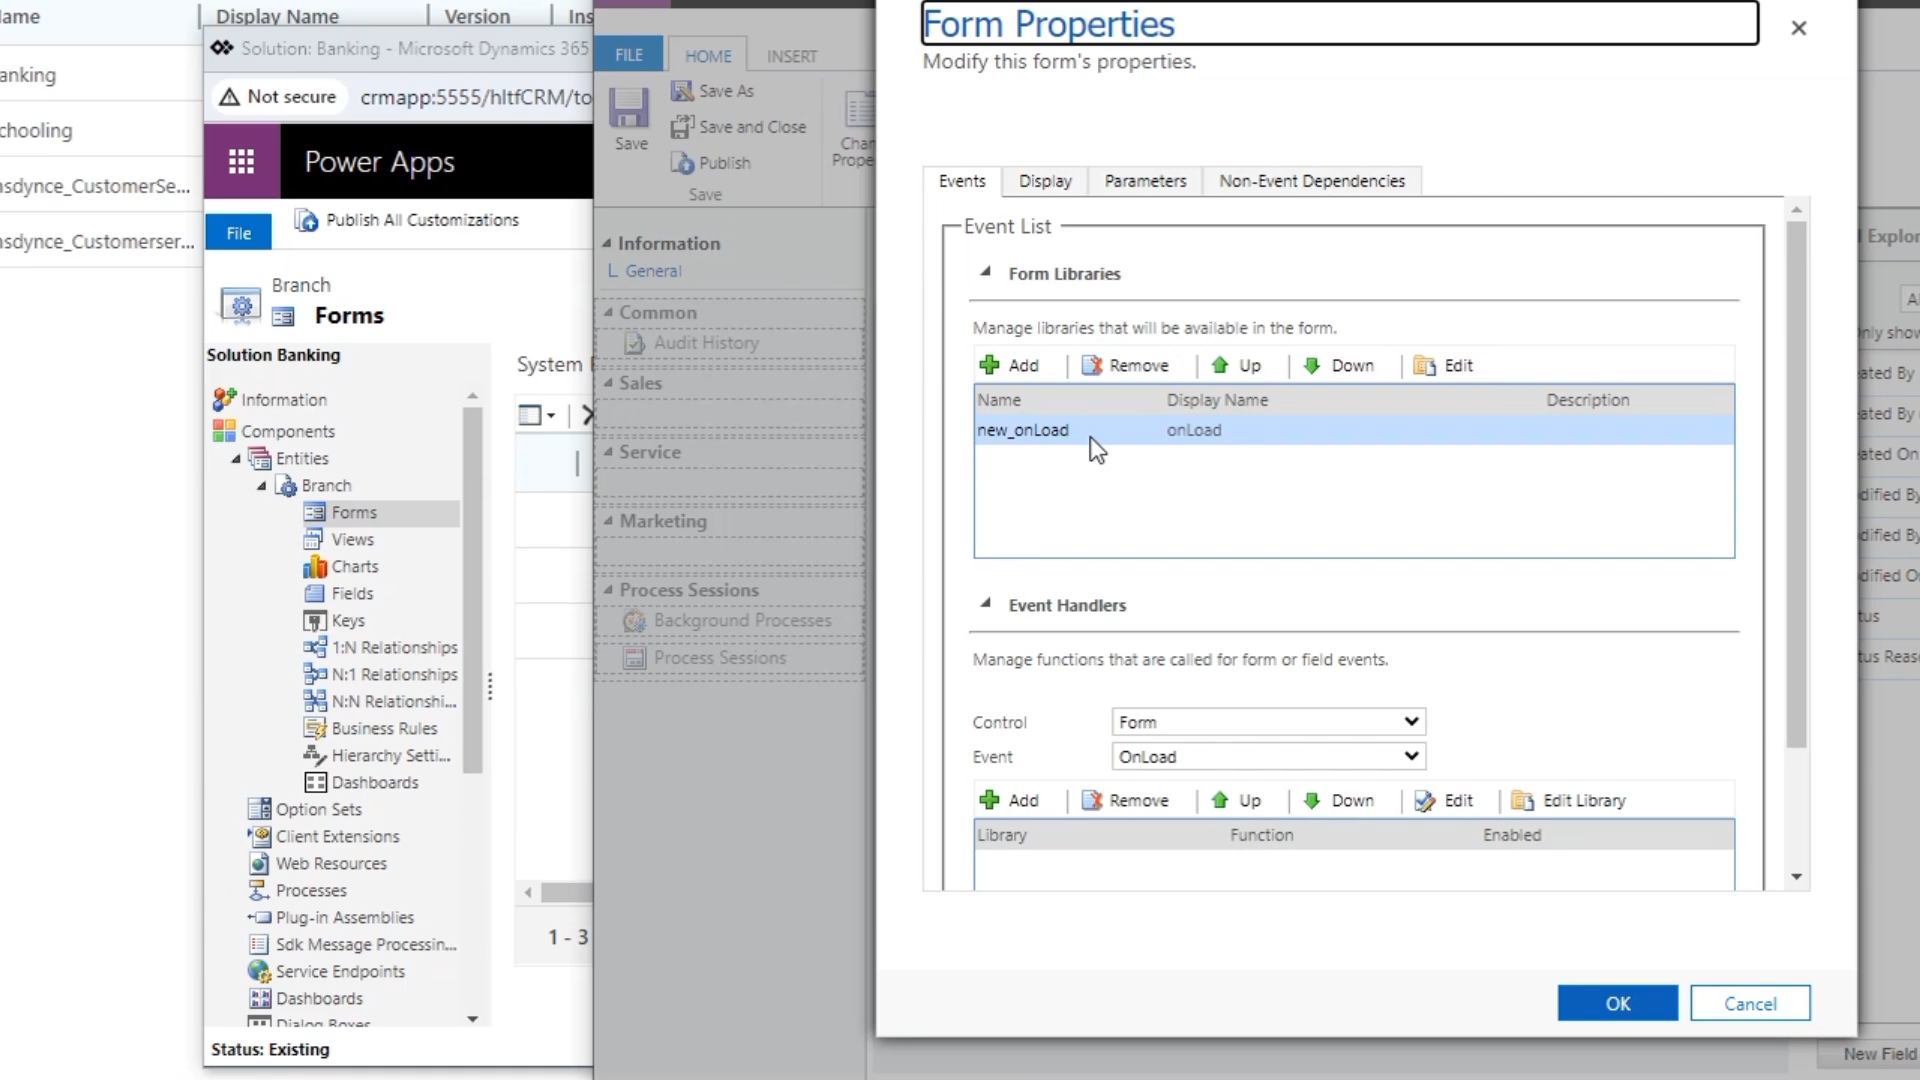 Display Name
Version
Solution: Banking - Microsoft Dynamics 365
Not secure
crmapp:5555/hltfCRM/to
Power Apps
File
Publish All Customizations
Branch
Forms
Solution Banking
Information
Components
Entities
Branch
Forms
Views
Charts
Fields
Keys
1:N Relationships
N:1 Relationships
N:N Relationshi...
Business Rules
Hierarchy Setti...
Dashboards
Option Sets
Client Extensions
Web Resources
Processes
Plug-in Assemblies
Sdk Message Processin...
Service Endpoints
Dashboards
Dialog Boxes
Status: Existing
System
1 - 3
FILE
HOME
INSERT
Save
Save As
Save and Close
Publish
Save
Information
General
Common
Audit History
Sales
Service
Marketing
Process Sessions
Background Processes
Process Sessions
Form Properties
Modify this form's properties.
Events
Display
Parameters
Non-Event Dependencies
Event List
Form Libraries
Manage libraries that will be available in the form.
Add
Remove
Up
Down
Edit
Name
Display Name
Description
new_onLoad
onLoad
Event Handlers
Manage functions that are called for form or field events.
Control
Form
Event
OnLoad
Add
Remove
Up
Down
Edit
Edit Library
Library
Function
Enabled
OK
Cancel
New Field